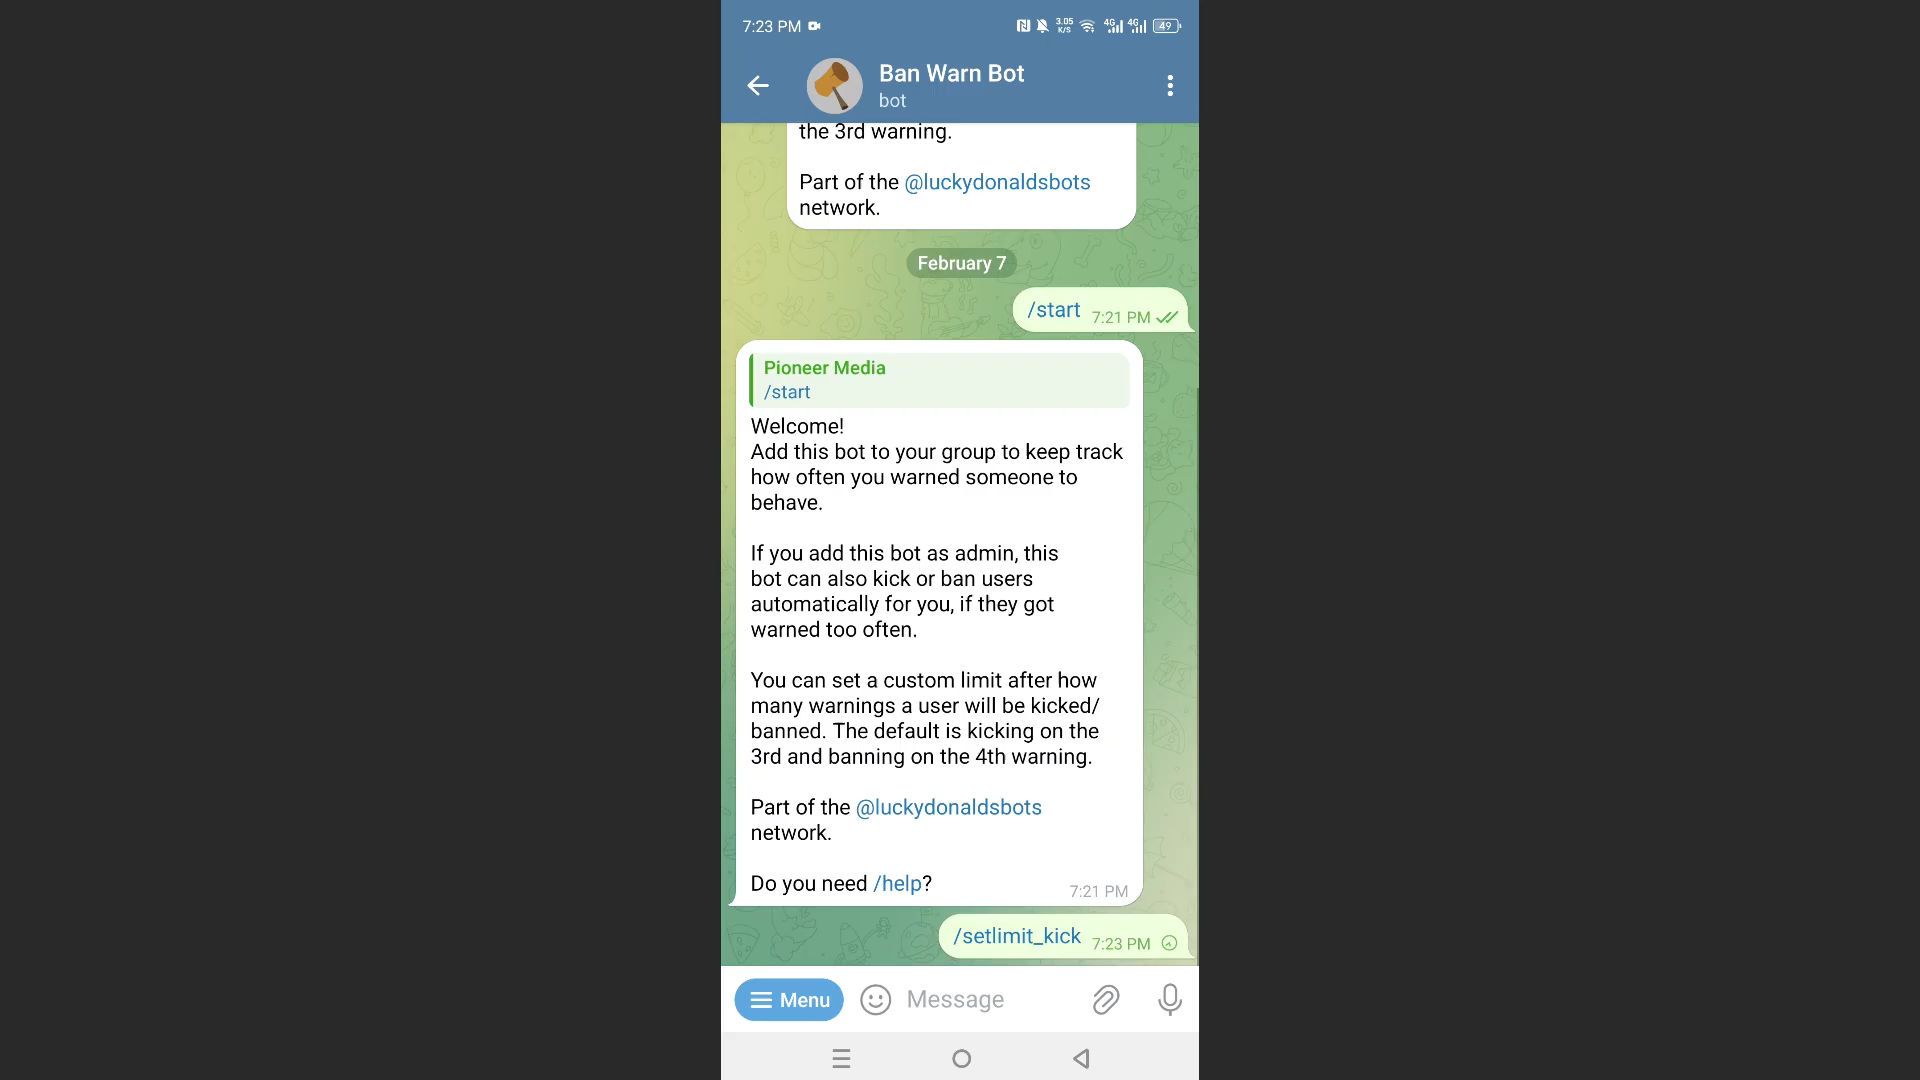 7:23 PM
3.05
K/S
4G
4G
49
Ban Warn Bot
bot
the 3rd warning.
Part of the @luckydonaldsbots
network.
February 7
/start 7:21 PM
Pioneer Media
/start
Welcome!
Add this bot to your group to keep track
how often you warned someone to
behave.
If you add this bot as admin, this
bot can also kick or ban users
automatically for you, if they got
warned too often.
You can set a custom limit after how
many warnings a user will be kicked/
banned. The default is kicking on the
3rd and banning on the 4th warning.
Part of the @luckydonaldsbots
network.
Do you need /help?
7:21 PM
/setlimit_kick 7:23 PM
Menu
Message